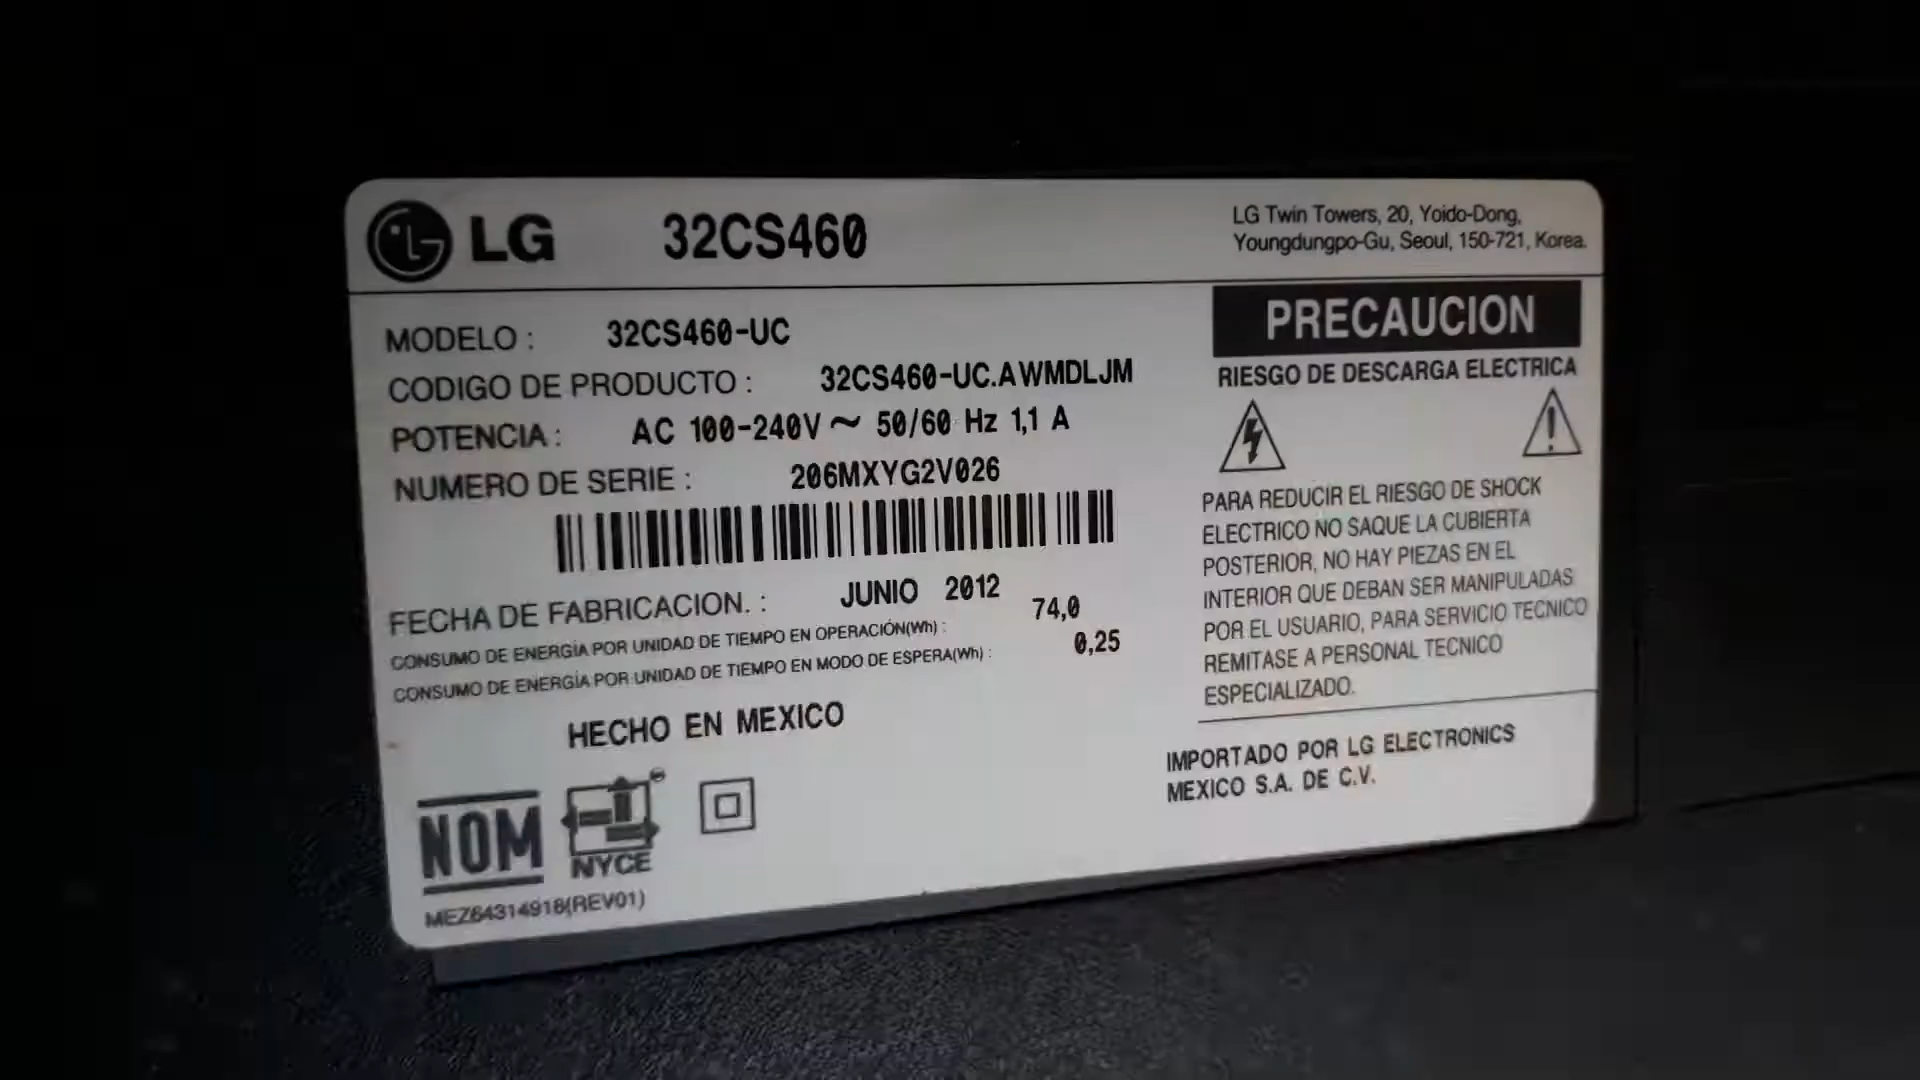 LG 32CS460
LG Twin Towers, 20, Yoido-Dong,
Youngdungpo-Gu, Seoul, 150-721, Korea.
MODELO : 32CS460-UC
CODIGO DE PRODUCTO : 32CS460-UC.AWMDLJM
POTENCIA : AC 100-240V ~ 50/60 Hz 1,1 A
NUMERO DE SERIE : 206MXYG2V026
FECHA DE FABRICACION. : JUNIO 2012
CONSUMO DE ENERGÍA POR UNIDAD DE TIEMPO EN OPERACIÓN(Wh) : 74,0
CONSUMO DE ENERGÍA POR UNIDAD DE TIEMPO EN MODO DE ESPERA(Wh) : 0,25
HECHO EN MEXICO
NOM
NYCE
MEZ64314918(REV01)
PRECAUCION
RIESGO DE DESCARGA ELECTRICA
PARA REDUCIR EL RIESGO DE SHOCK
ELECTRICO NO SAQUE LA CUBIERTA
POSTERIOR, NO HAY PIEZAS EN EL
INTERIOR QUE DEBAN SER MANIPULADAS
POR EL USUARIO, PARA SERVICIO TECNICO
REMITASE A PERSONAL TECNICO
ESPECIALIZADO.
IMPORTADO POR LG ELECTRONICS
MEXICO S.A. DE C.V.